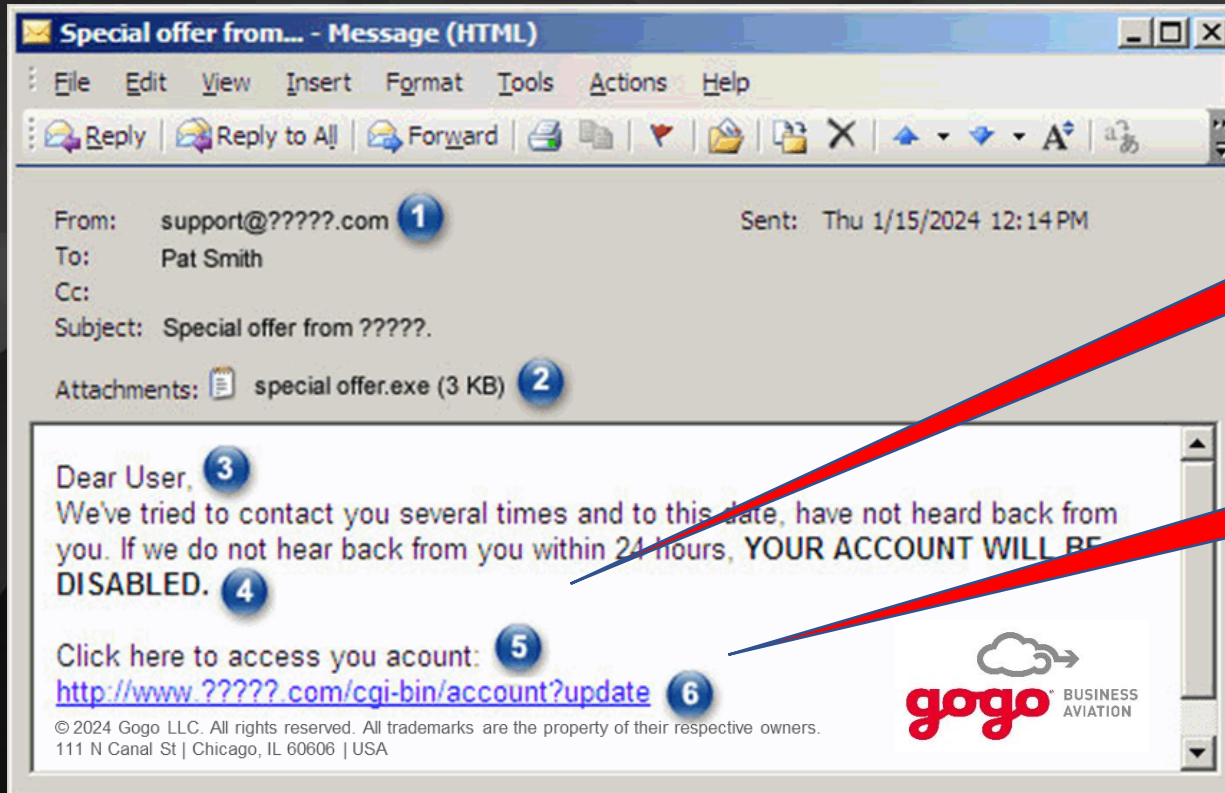 Special offer from... - Message (HTML)
File Edit View Insert Format Tools Actions Help
Reply Reply to All Forward
From: support@?????.com 1
Sent: Thu 1/15/2024 12:14 PM
To: Pat Smith
Cc:
Subject: Special offer from ?????.
Attachments: special offer.exe (3 KB) 2
Dear User, 3
We've tried to contact you several times and to this date, have not heard back from
you. If we do not hear back from you within 24 hours, YOUR ACCOUNT WILL BE
DISABLED. 4
Click here to access you acount: 5
http://www.?????.com/cgi-bin/account?update 6
© 2024 Gogo LLC. All rights reserved. All trademarks are the property of their respective owners.
111 N Canal St | Chicago, IL 60606 | USA
gogo BUSINESS
AVIATION